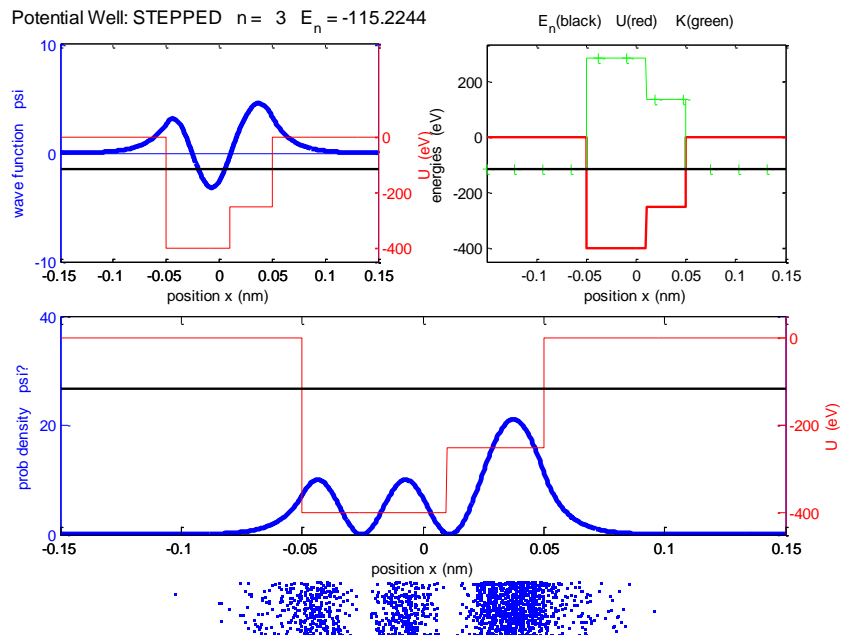 Potential Well: STEPPED n = 3 E_n = -115.2244
E_n(black) U(red) K(green)
10
0
-10
wave function psi
0
-200
-400
U (eV)
-0.15 -0.1 -0.05 0 0.05 0.1 0.15
position x (nm)
200
0
-200
-400
energies (eV)
-0.1 -0.05 0 0.05 0.1 0.15
position x (nm)
40
20
0
prob density psi?
0
-200
-400
U (eV)
-0.15 -0.1 -0.05 0 0.05 0.1 0.15
position x (nm)